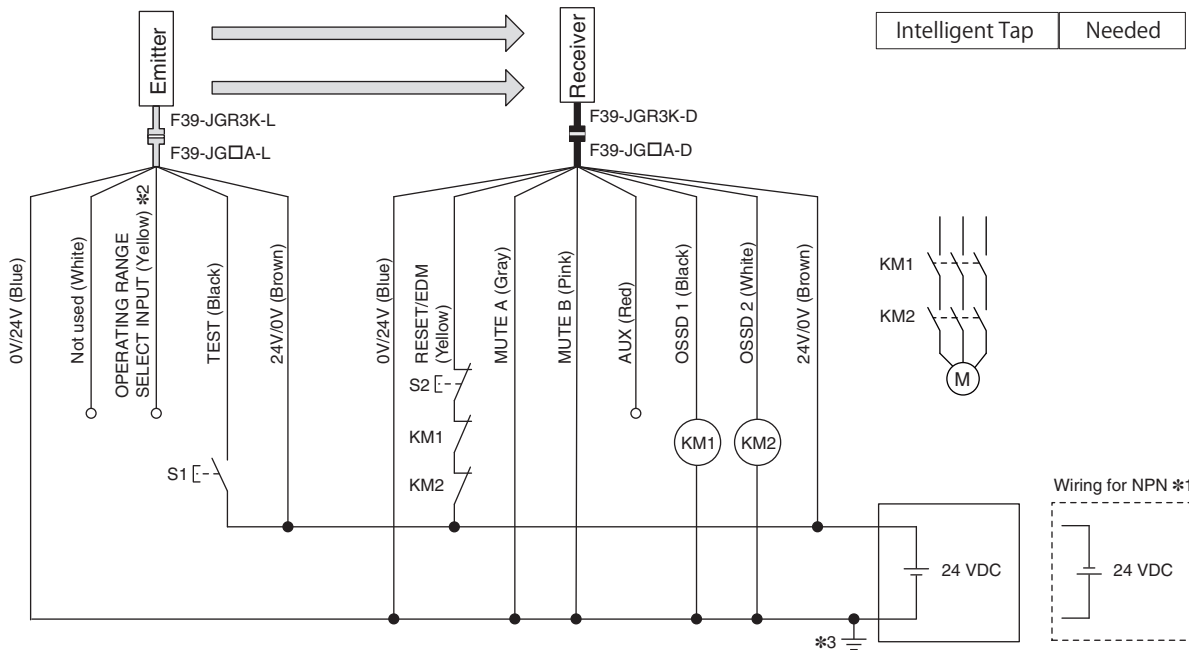 Intelligent Tap Needed
Emitter
Receiver
F39-JGR3K-L
F39-JG□A-L
F39-JGR3K-D
F39-JG□A-D
0V/24V (Blue)
Not used (White)
OPERATING RANGE
SELECT INPUT (Yellow) ✽2
TEST (Black)
24V/0V (Brown)
0V/24V (Blue)
RESET/EDM
(Yellow)
MUTE A (Gray)
MUTE B (Pink)
AUX (Red)
OSSD 1 (Black)
OSSD 2 (White)
24V/0V (Brown)
KM1
KM2
M
S2
KM1
KM2
KM1
KM2
S1
24 VDC
Wiring for NPN ✽1
24 VDC
✽3